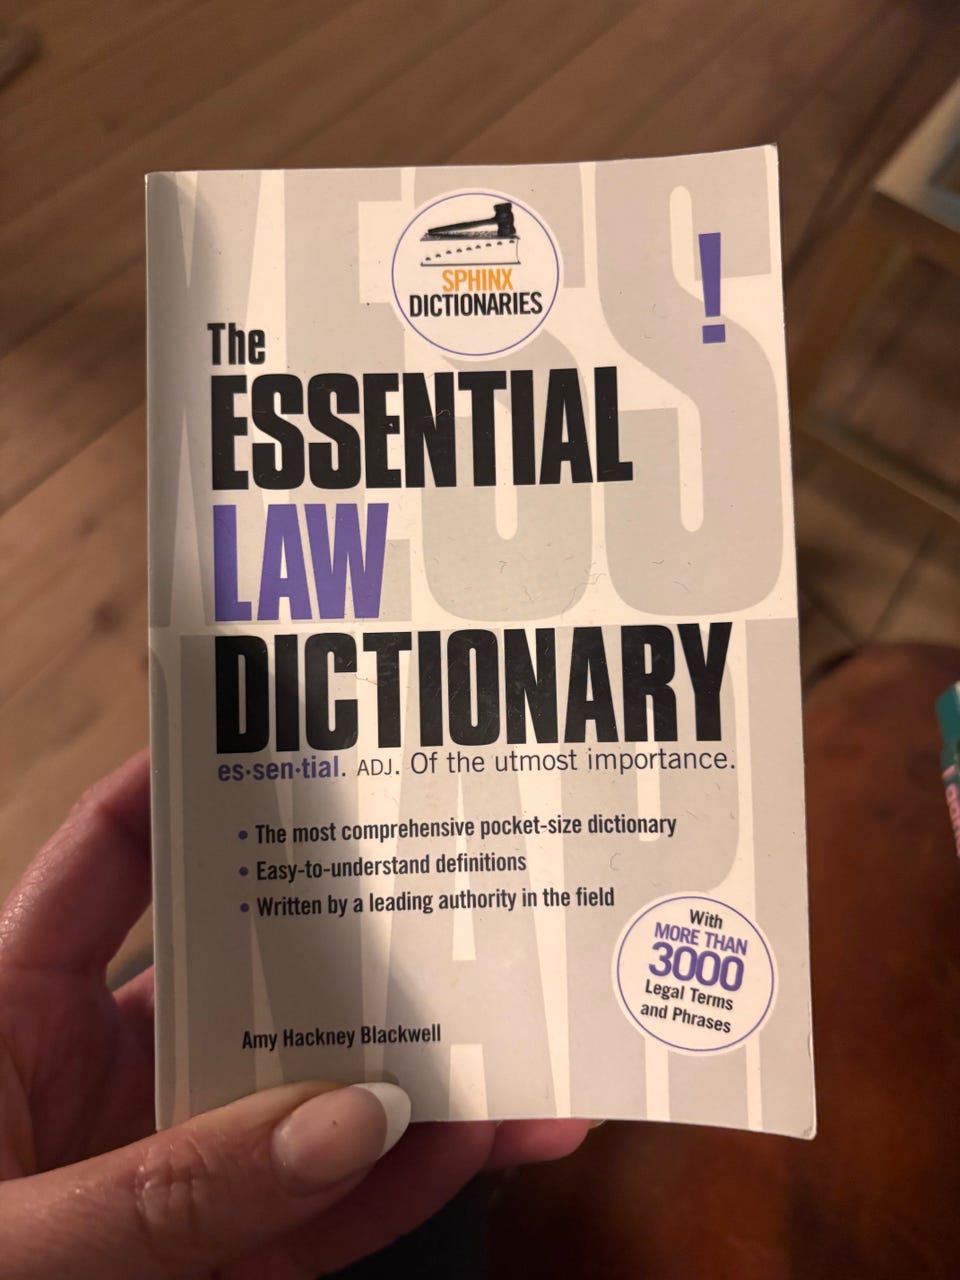 SPHINX
DICTIONARIES
!
The
ESSENTIAL
LAW
DICTIONARY
es·sen·tial. ADJ. Of the utmost importance.
• The most comprehensive pocket-size dictionary
• Easy-to-understand definitions
• Written by a leading authority in the field
With
MORE THAN
3000
Legal Terms
and Phrases
Amy Hackney Blackwell